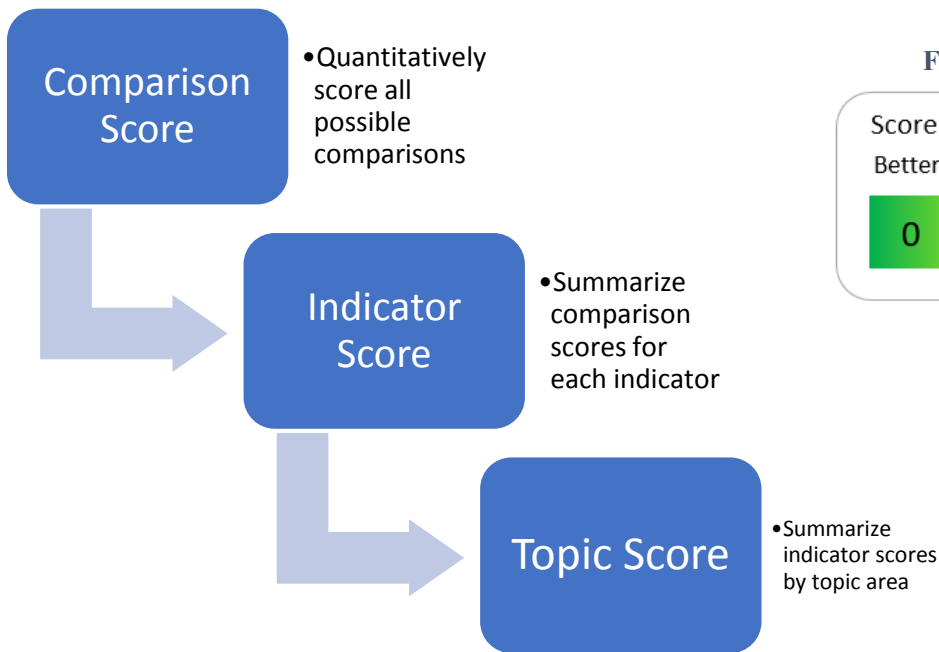 Comparison
Score
•Quantitatively
score all
possible
comparisons
F
Score
Better
0
Indicator
Score
•Summarize
comparison
scores for
each indicator
Topic Score
•Summarize
indicator scores
by topic area